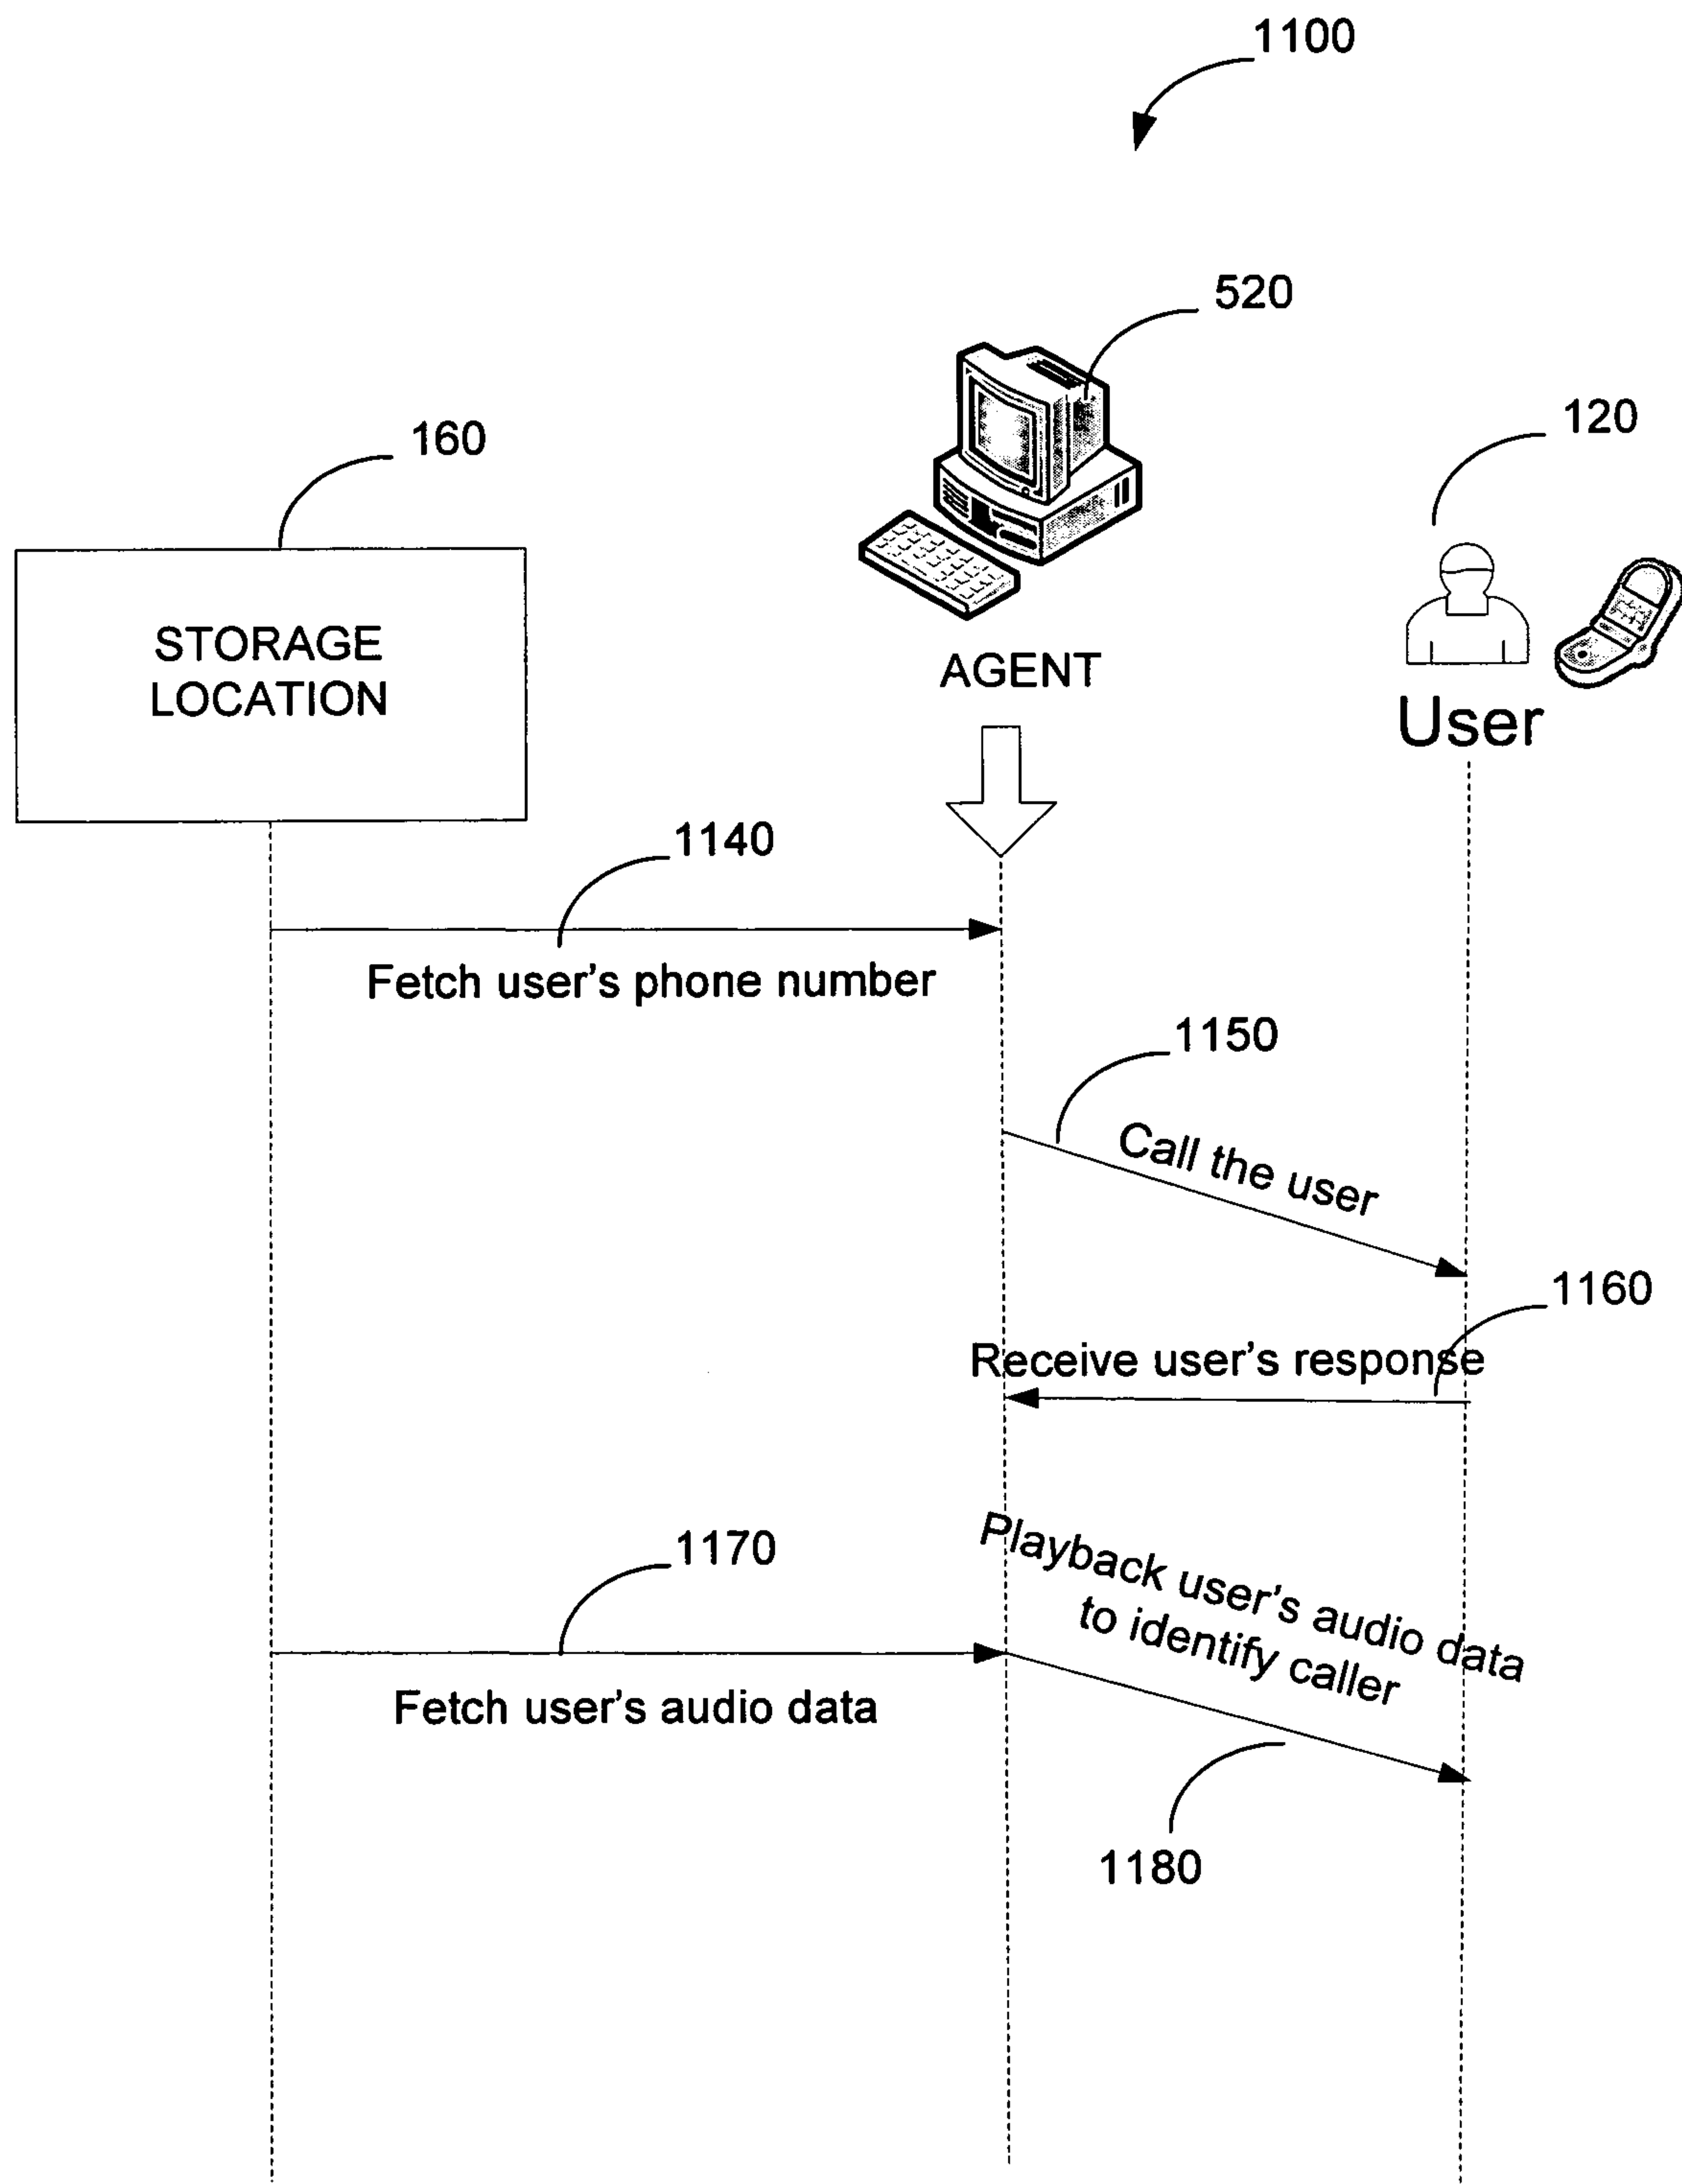 1100
520
120
160
STORAGE
LOCATION
AGENT
User
1140
Fetch user's phone number
1150
Call the user
1160
Receive user's response
Playback user's audio data
to identify caller
1170
Fetch user's audio data
1180